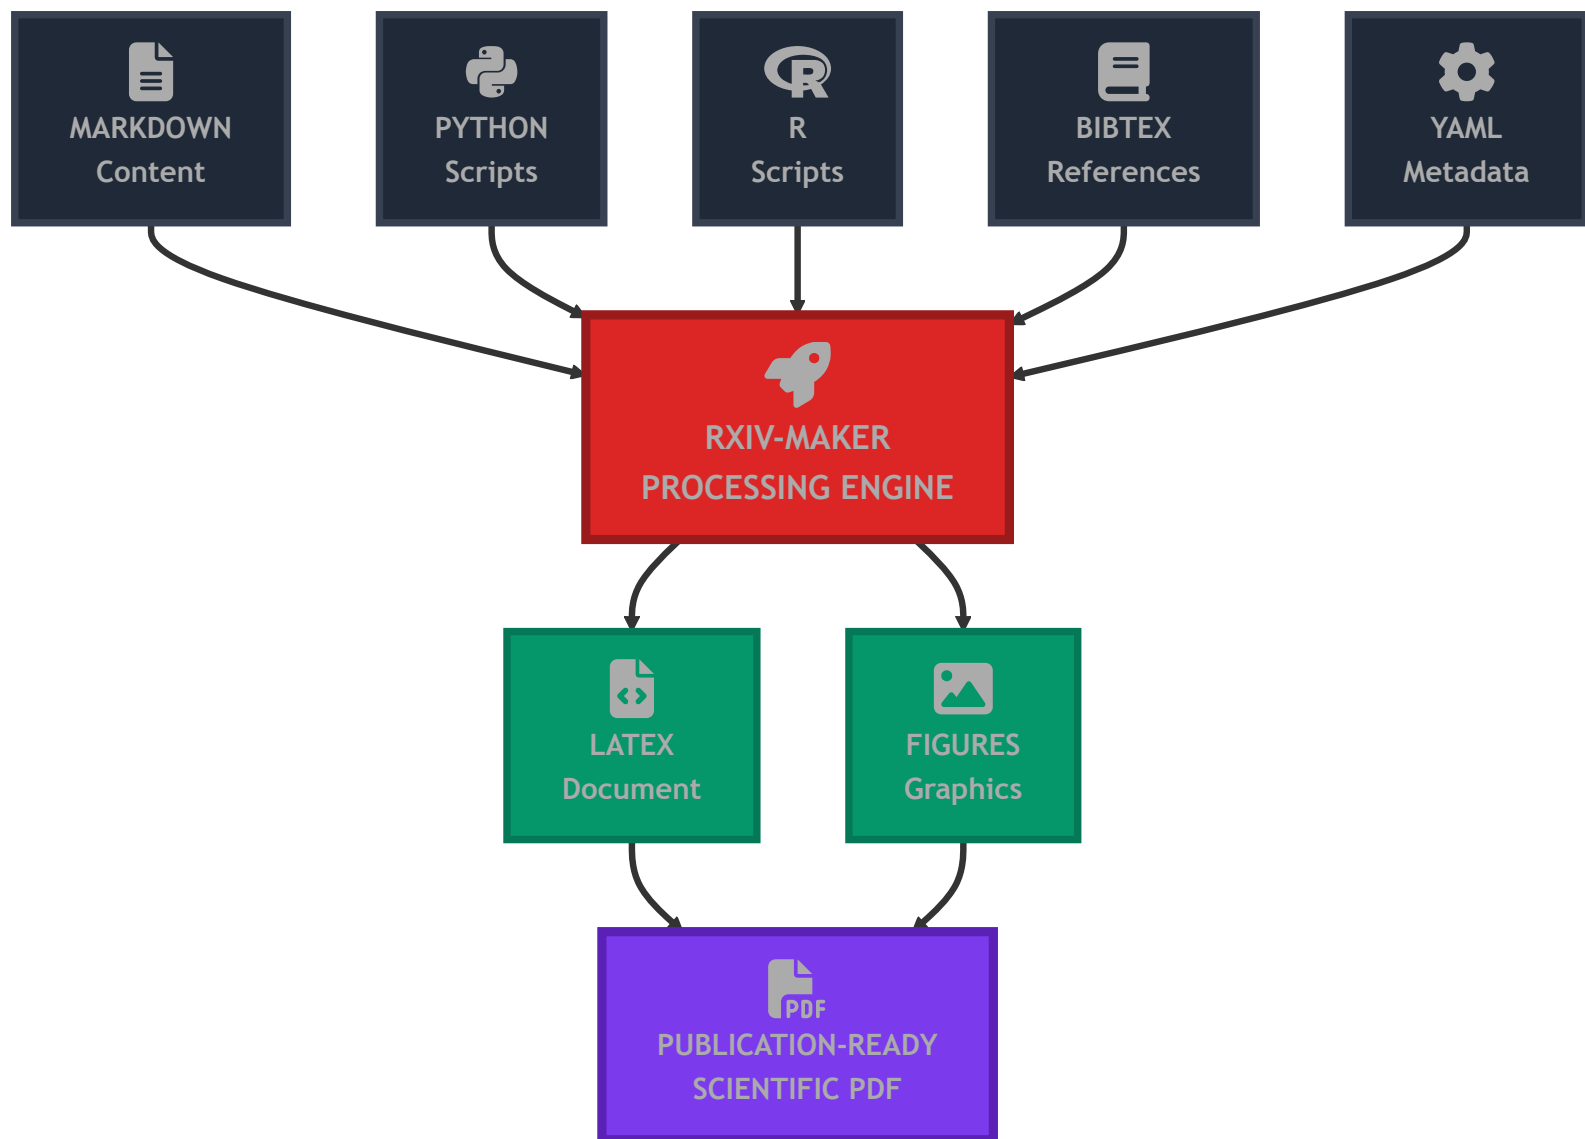 MARKDOWN
Content
PYTHON
Scripts
R
Scripts
BIBTEX
References
YAML
Metadata
RXIV-MAKER
PROCESSING ENGINE
LATEX
Document
FIGURES
Graphics
PDF
PUBLICATION-READY
SCIENTIFIC PDF